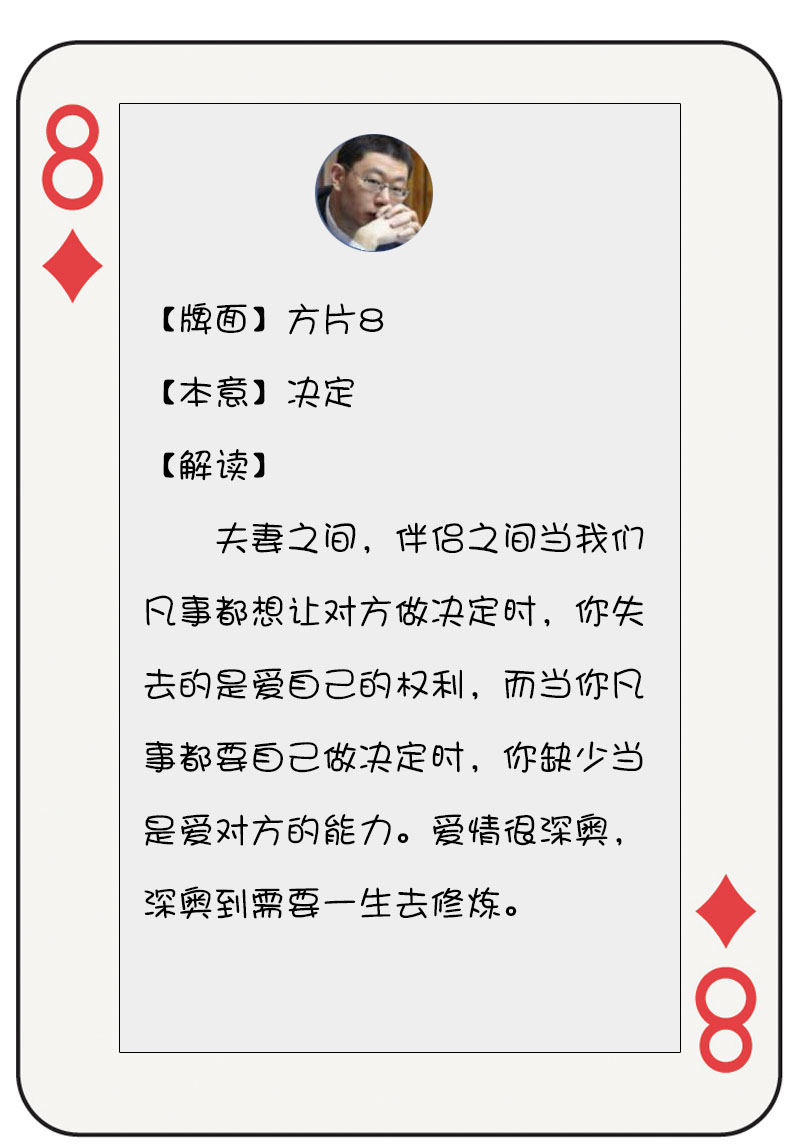 8
【牌面】方片8
【本意】决定
【解读】
夫妻之间，伴侣之间当我们
凡事都想让对方做决定时，你失
去的是爱自己的权利，而当你凡
事都要自己做决定时，你缺少当
是爱对方的能力。爱情很深奥，
深奥到需要一生去修炼。
8